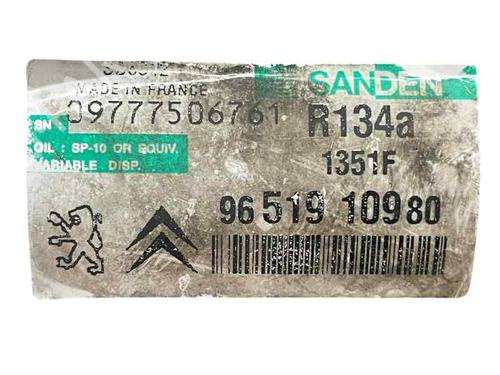 MADE IN FRANCE
SANDEN
SN : 09777506761
R134a
OIL : SP-10 OR EQUIV.
VARIABLE DISP.
1351F
96 519 109 80